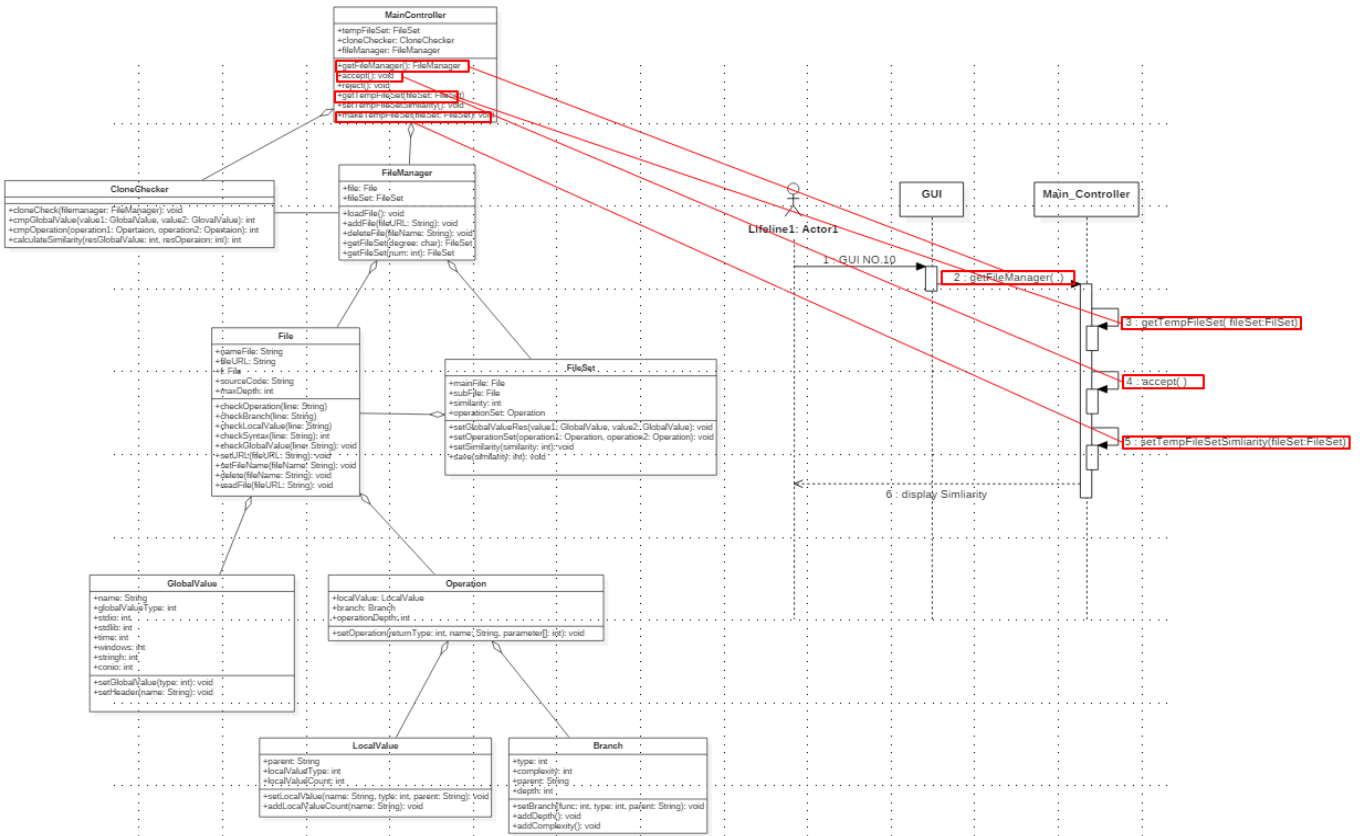 MainController
+tempFileSet: FileSet
+cloneChecker: CloneChecker
+fileManager: FileManager
+getFileManager(): FileManager
+accept(): void
+reject(): void
+getTempFileSet(fileSet: FileSet)
+setTempFileSetSimilarity(): void
+makeTempFileSet(fileSet: FileSet): void
CloneChecker
+cloneCheck(filemanager: FileManager): void
+cmpGlobalValue(value1: GlobalValue, value2: GlovalValue): int
+cmpOperation(operation1: Opertaion, operation2: Opetaion): int
+calculateSimilarity(resGlobalValue: int, resOperaion: int): int
FileManager
+file: File
+fileSet: FileSet
+loadFile(): void
+addFile(fileURL: String): void
+deleteFile(fileName: String): void
+getFileSet(degree: char): FileSet
+getFileSet(num: int): FileSet
File
+nameFile: String
+fileURL: String
+f: File
+sourceCode: String
+maxDepth: int
+checkOperation(line: String)
+checkBranch(line: String)
+checkLocalValue(line: String)
+checkSyntax(line: String): int
+checkGlobalValue(line: String): void
+setURL(fileURL: String): void
+setFileName(fileName: String): void
+delete(fileName: String): void
+readFile(fileURL: String): void
FileSet
+mainFile: File
+subFile: File
+similarity: int
+operationSet: Operation
+setGlobalValueRes(value1: GlobalValue, value2: GlobalValue): void
+setOperationSet(operation1: Operation, operation2: Operation): void
+setSimilarity(similarity: int): void
+save(similarity: int): void
GlobalValue
+name: String
+globalValueType: int
+stdio: int
+stdlib: int
+time: int
+windows: int
+stringh: int
+conio: int
+setGlobalValue(type: int): void
+setHeader(name: String): void
Operation
+localValue: LocalValue
+branch: Branch
+operationDepth: int
+setOperation(returnType: int, name: String, parameter[]: int): void
LocalValue
+parent: String
+localValueType: int
+localValueCount: int
+setLocalValue(name: String, type: int, parent: String): void
+addLocalValueCount(name: String): void
Branch
+type: int
+complexity: int
+parent: String
+depth: int
+setBranch(func: int, type: int, parent: String): void
+addDepth(): void
+addComplexity(): void
Lifeline1: Actor1
GUI
Main_Controller
1 : GUI NO.10
2 : getFileManager( )
3 : getTempFileSet( fileSet:FilSet)
4 : accept( )
5 : setTempFileSetSimliarity(fileSet:FileSet)
6 : display Simliarity